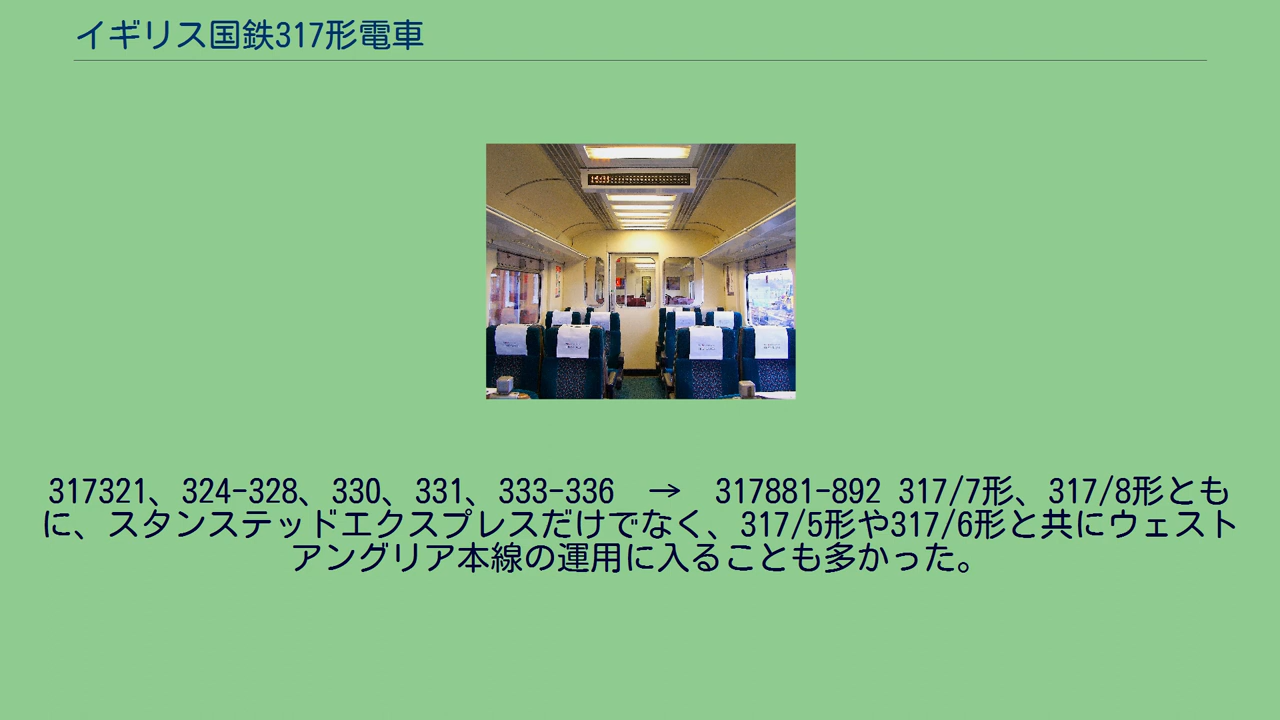 イギリス国鉄317形電車
317321、324-328、330、331、333-336　→　317881-892 317/7形、317/8形とも
に、スタンステッドエクスプレスだけでなく、317/5形や317/6形と共にウェスト
アングリア本線の運用に入ることも多かった。